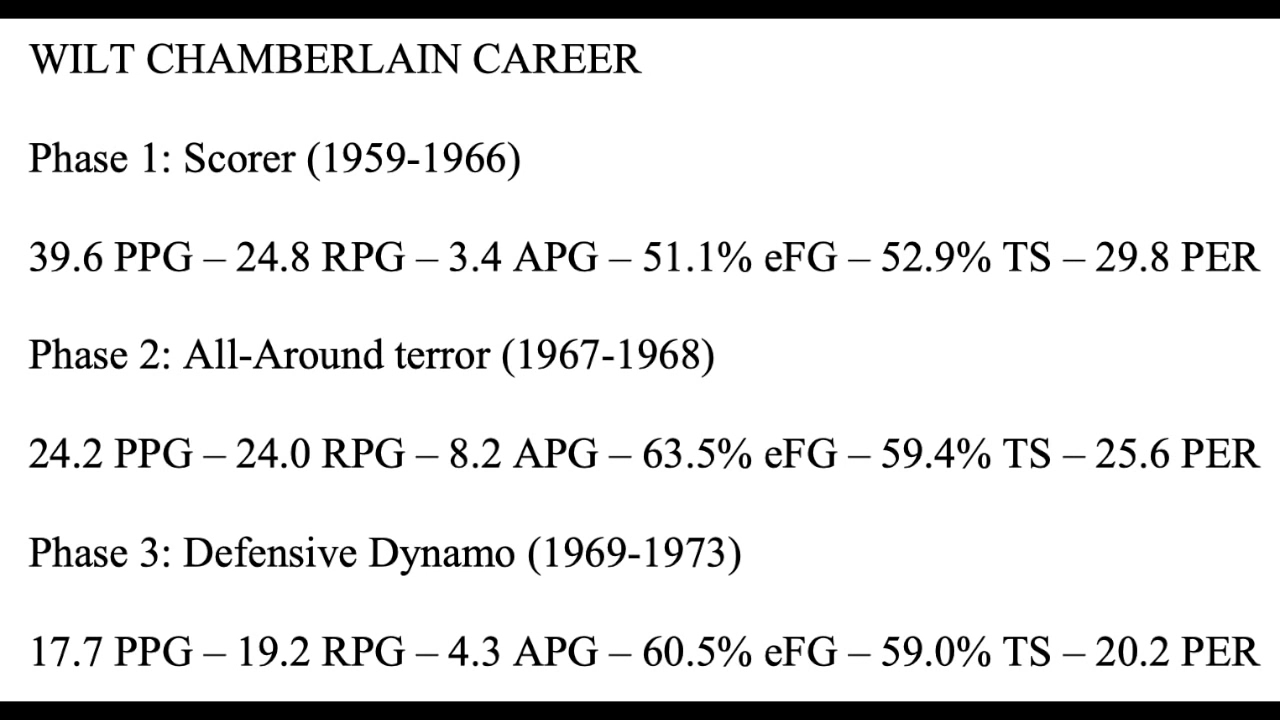 WILT CHAMBERLAIN CAREER
Phase 1: Scorer (1959-1966)
39.6 PPG – 24.8 RPG – 3.4 APG – 51.1% eFG – 52.9% TS – 29.8 PER
Phase 2: All-Around terror (1967-1968)
24.2 PPG – 24.0 RPG – 8.2 APG – 63.5% eFG – 59.4% TS – 25.6 PER
Phase 3: Defensive Dynamo (1969-1973)
17.7 PPG – 19.2 RPG – 4.3 APG – 60.5% eFG – 59.0% TS – 20.2 PER